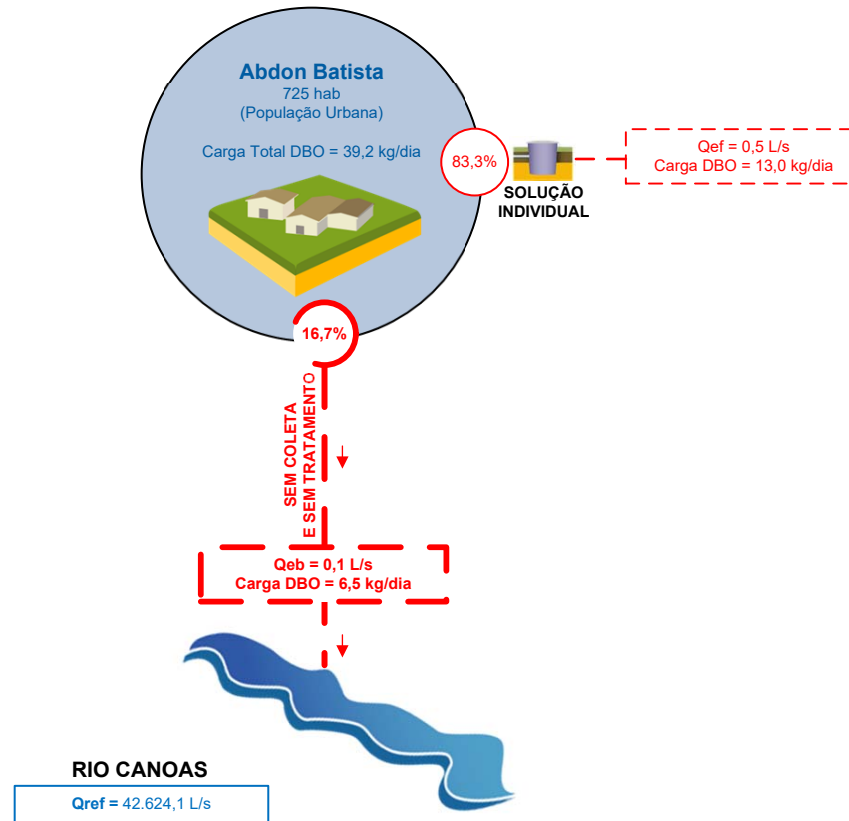 Abdon Batista
725 hab
(População Urbana)
Carga Total DBO = 39,2 kg/dia
83,3%
SOLUÇÃO
INDIVIDUAL
Qef = 0,5 L/s
Carga DBO = 13,0 kg/dia
16,7%
SEM COLETA
E SEM TRATAMENTO
Qeb = 0,1 L/s
Carga DBO = 6,5 kg/dia
RIO CANOAS
Qref = 42.624,1 L/s